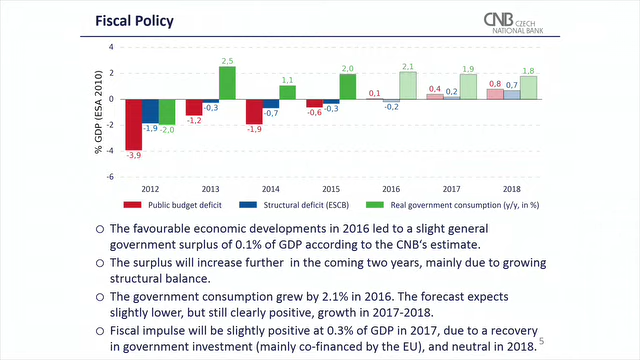 Fiscal Policy
CNB CZECH
NATIONAL BANK
% GDP (ESA 2010)
4
2
0
-2
-4
-6
-3,9
-1,9
-2,0
-1,2
-0,3
2,5
-1,9
-0,7
1,1
-0,6
-0,3
2,0
0,1
-0,2
2,1
0,4
0,2
1,9
0,8
0,7
1,8
2012 2013 2014 2015 2016 2017 2018
Public budget deficit Structural deficit (ESCB) Real government consumption (y/y, in %)
The favourable economic developments in 2016 led to a slight general
government surplus of 0.1% of GDP according to the CNB‘s estimate.
The surplus will increase further in the coming two years, mainly due to growing
structural balance.
The government consumption grew by 2.1% in 2016. The forecast expects
slightly lower, but still clearly positive, growth in 2017-2018.
Fiscal impulse will be slightly positive at 0.3% of GDP in 2017, due to a recovery
in government investment (mainly co-financed by the EU), and neutral in 2018.
5